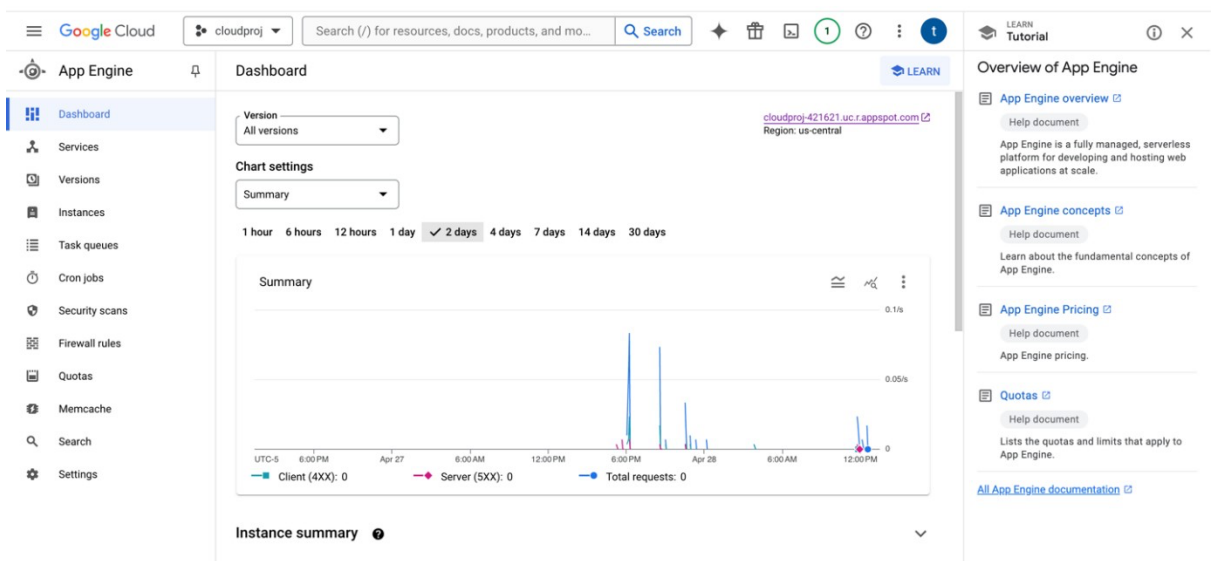 Google Cloud
cloudproj
Search (/) for resources, docs, products, and mo...
Search
1
t
LEARN
Tutorial
App Engine
Dashboard
LEARN
Overview of App Engine
Dashboard
Services
Versions
Instances
Task queues
Cron jobs
Security scans
Firewall rules
Quotas
Memcache
Search
Settings
Version
All versions
cloudproj-421621.uc.r.appspot.com
Region: us-central
Chart settings
Summary
1 hour 6 hours 12 hours 1 day 2 days 4 days 7 days 14 days 30 days
Summary
0.1/s
0.05/s
0
UTC-5 6:00 PM Apr 27 6:00 AM 12:00 PM 6:00 PM Apr 28 6:00 AM 12:00 PM
Client (4XX): 0 Server (5XX): 0 Total requests: 0
Instance summary
App Engine overview
Help document
App Engine is a fully managed, serverless
platform for developing and hosting web
applications at scale.
App Engine concepts
Help document
Learn about the fundamental concepts of
App Engine.
App Engine Pricing
Help document
App Engine pricing.
Quotas
Help document
Lists the quotas and limits that apply to
App Engine.
All App Engine documentation